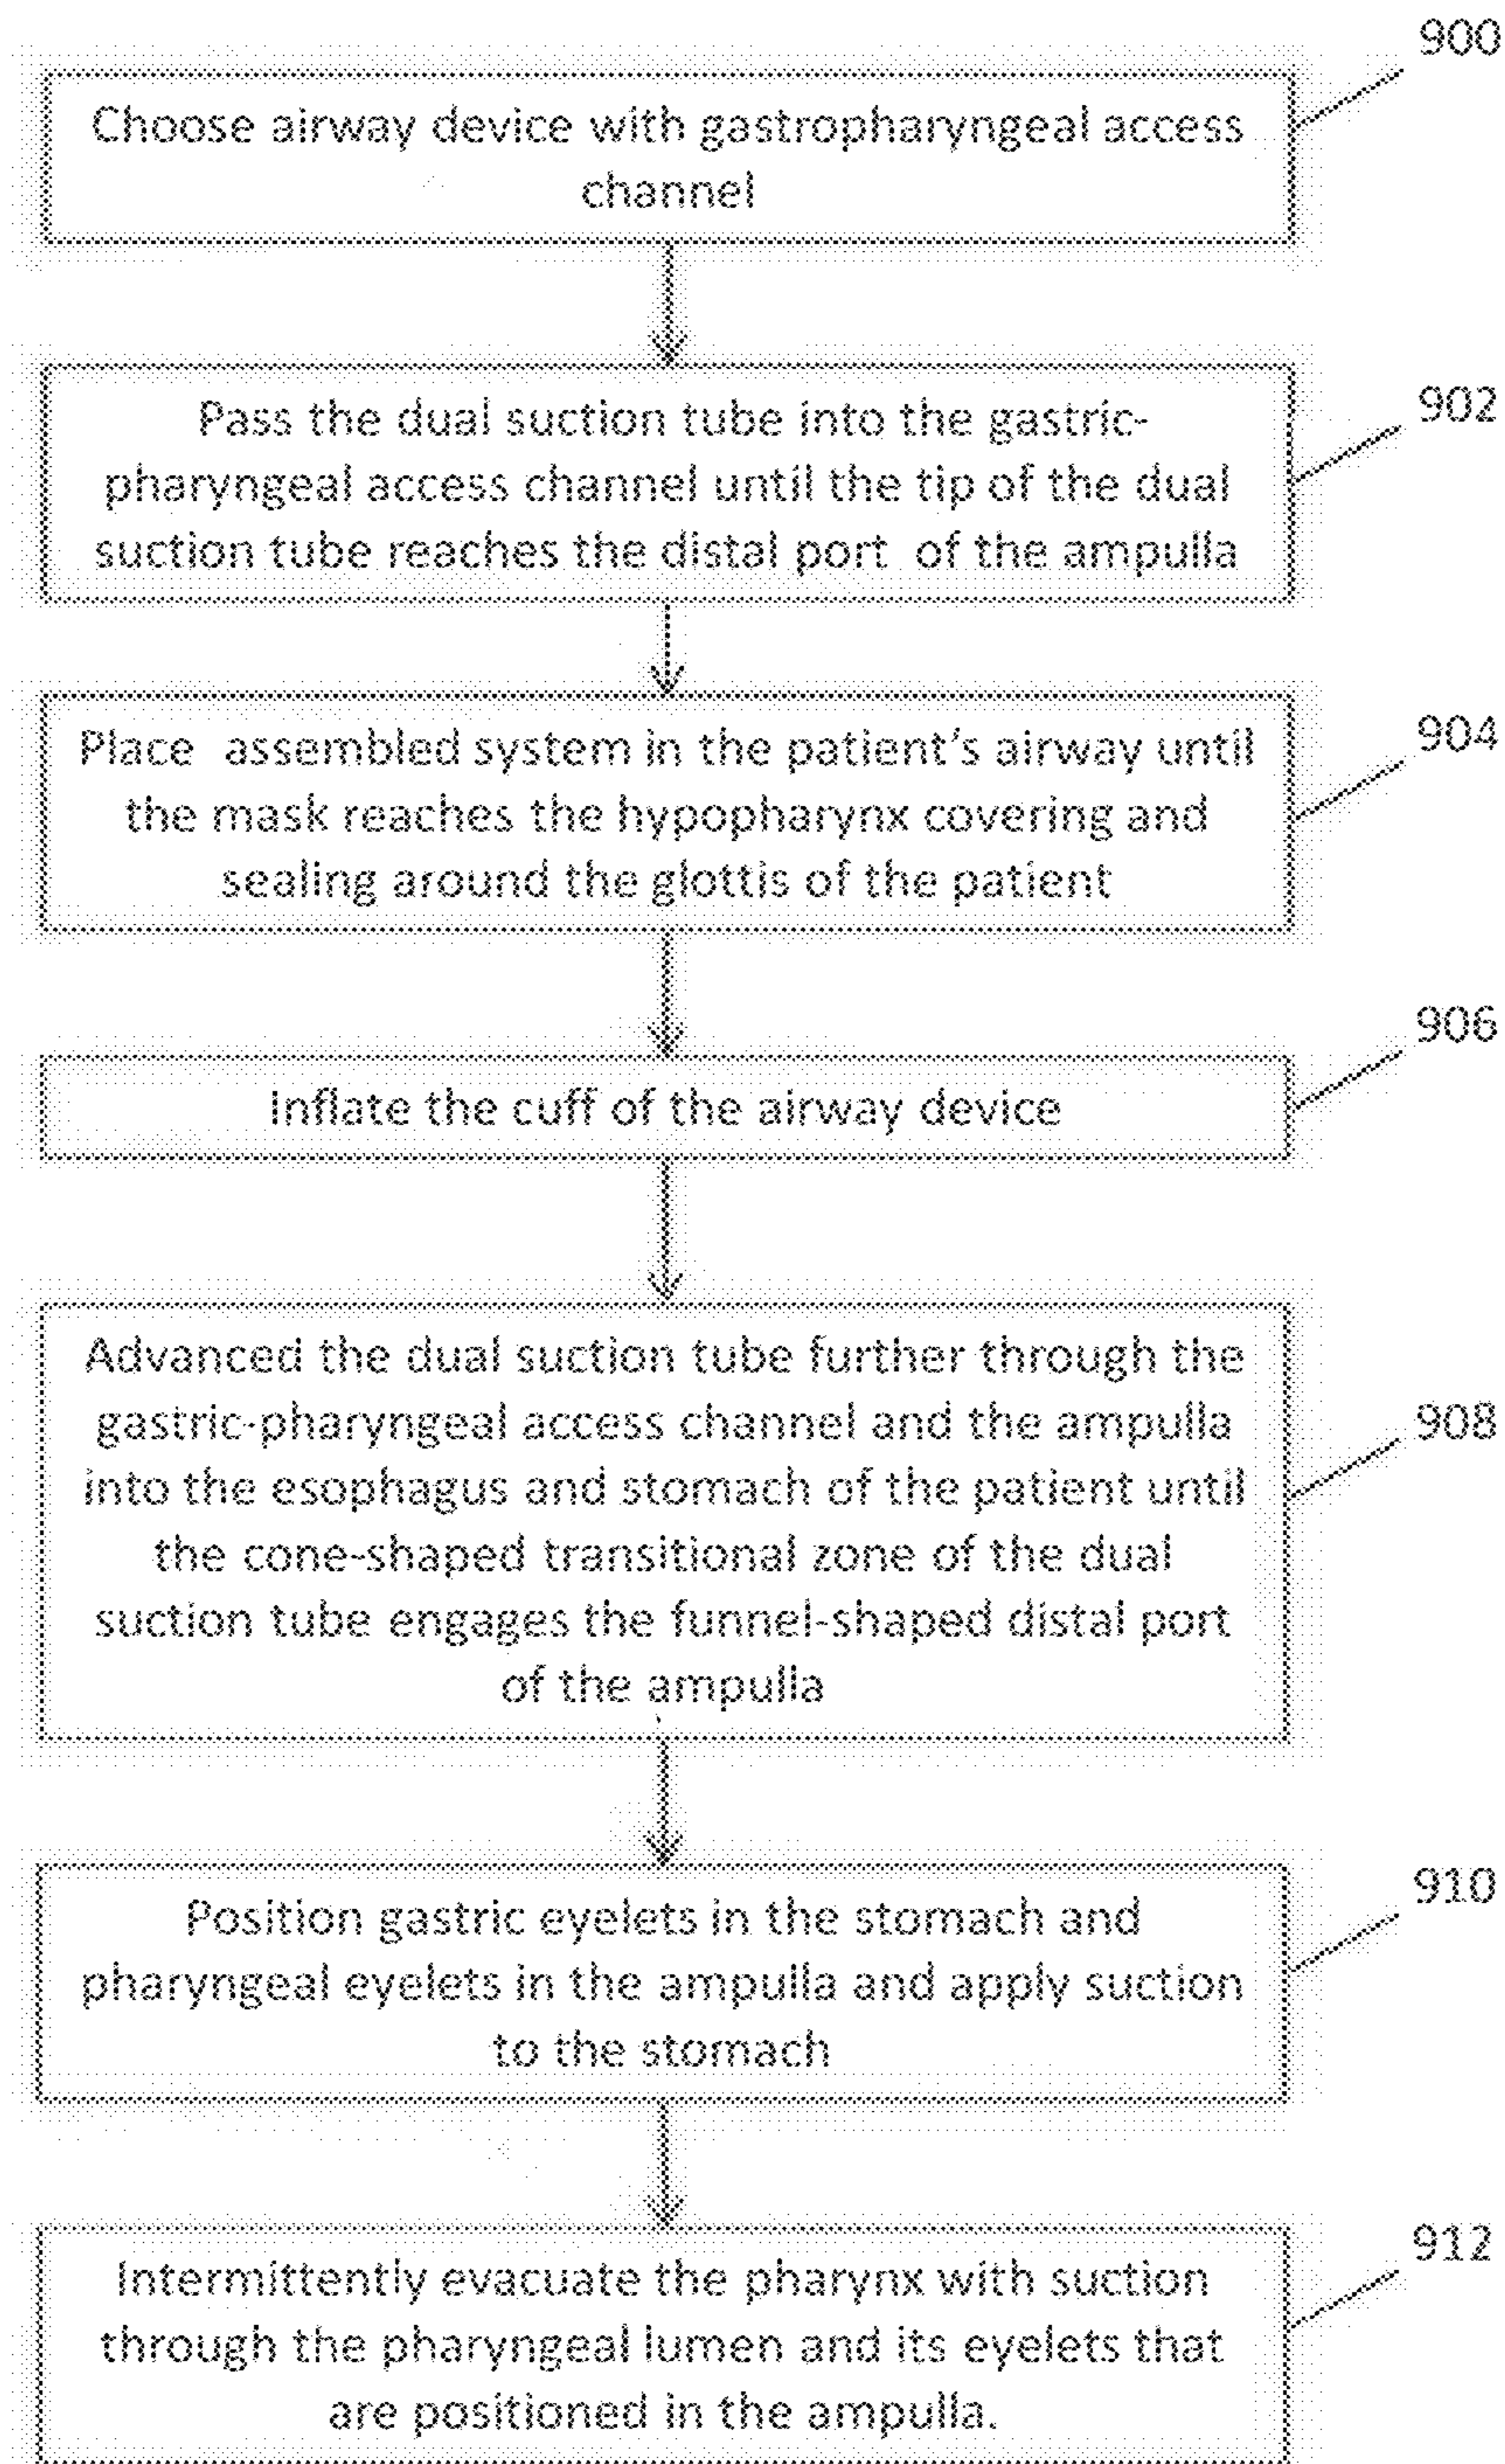 900
Choose airway device with gastropharyngeal access
channel
902
Pass the dual suction tube into the gastric-
pharyngeal access channel until the tip of the dual
suction tube reaches the distal port of the ampulla
904
Place assembled system in the patient's airway until
the mask reaches the hypopharynx covering and
sealing around the glottis of the patient
906
Inflate the cuff of the airway device
908
Advanced the dual suction tube further through the
gastric-pharyngeal access channel and the ampulla
into the esophagus and stomach of the patient until
the cone-shaped transitional zone of the dual
suction tube engages the funnel-shaped distal port
of the ampulla
910
Position gastric eyelets in the stomach and
pharyngeal eyelets in the ampulla and apply suction
to the stomach
912
Intermittently evacuate the pharynx with suction
through the pharyngeal lumen and its eyelets that
are positioned in the ampulla.